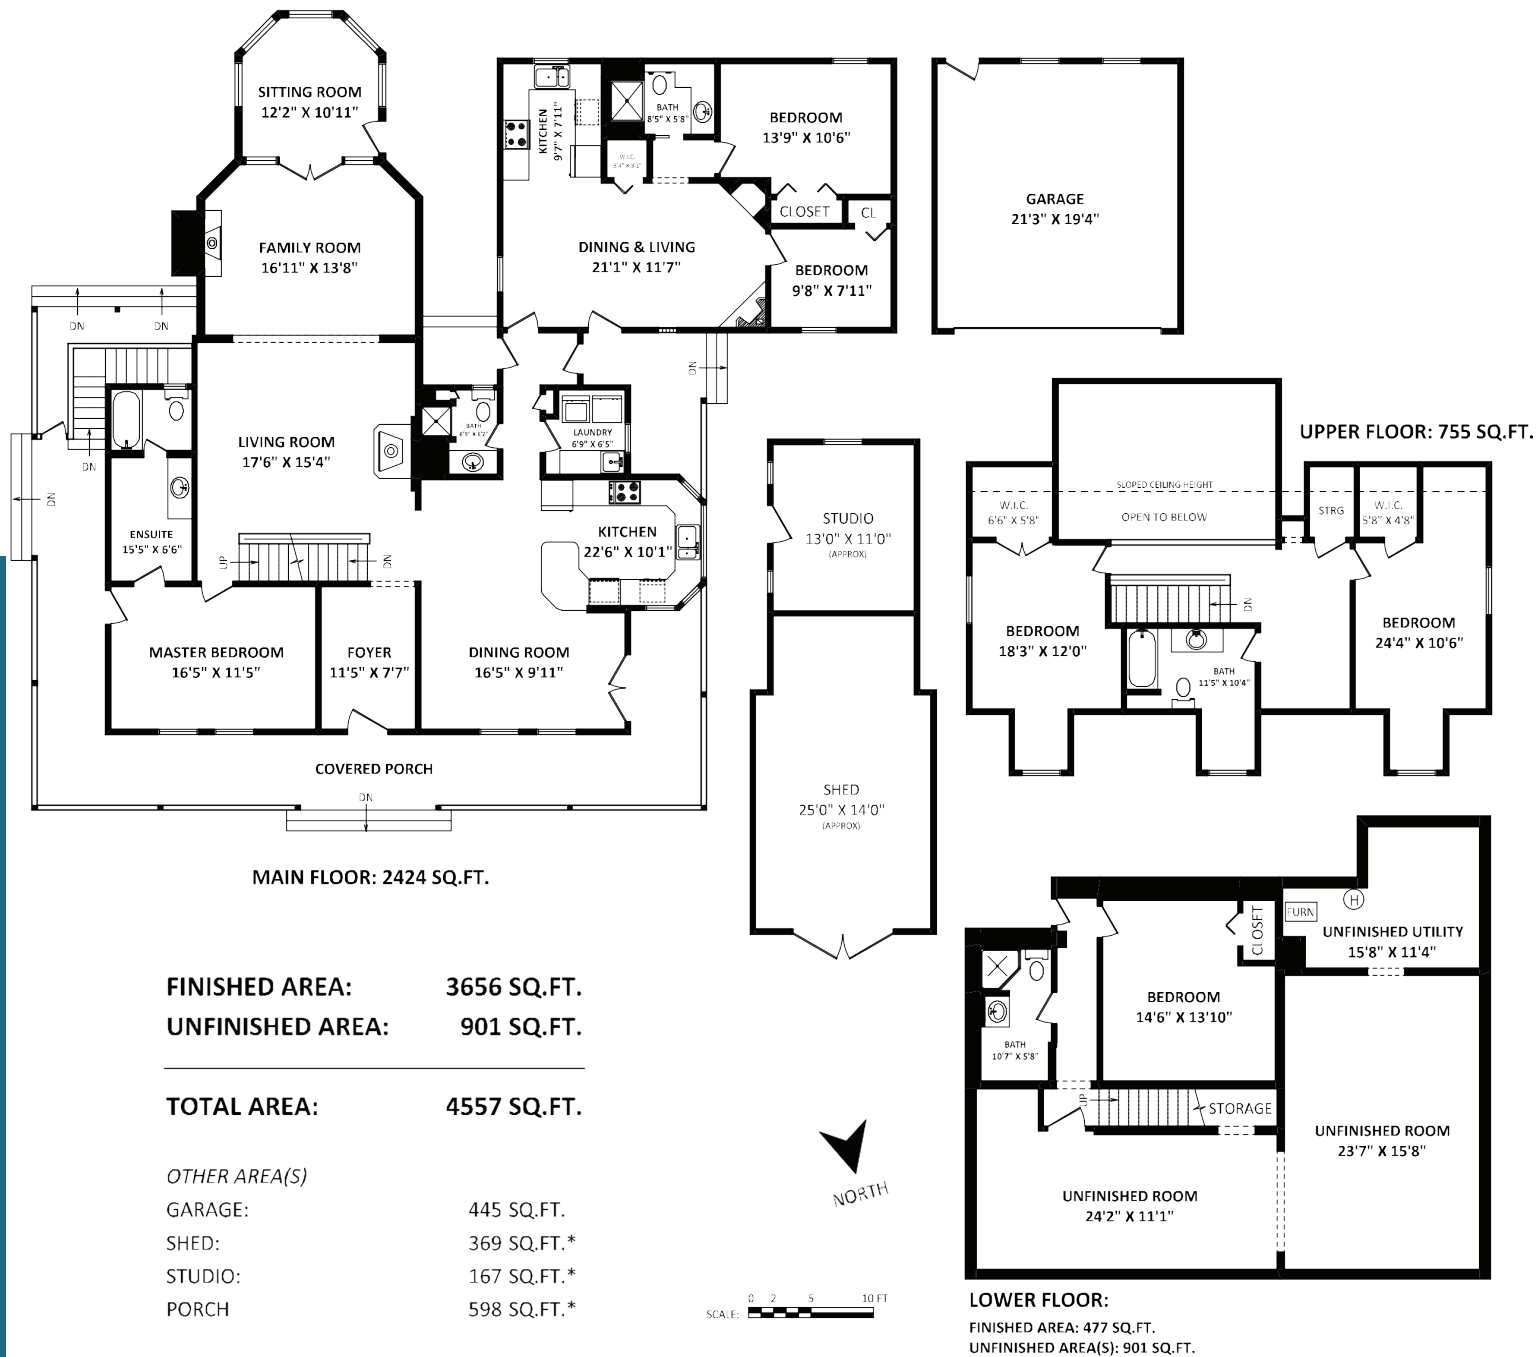 SITTING ROOM
12'2" X 10'11"
FAMILY ROOM
16'11" X 13'8"
DN
DN
LIVING ROOM
17'6" X 15'4"
DN
DN
ENSUITE
15'5" X 6'6"
UP
DN
MASTER BEDROOM
16'5" X 11'5"
FOYER
11'5" X 7'7"
DINING ROOM
16'5" X 9'11"
KITCHEN
22'6" X 10'1"
LAUNDRY
6'9" X 6'5"
BATH
KITCHEN
9'7" X 7'11"
BATH
8'5" X 5'8"
W.I.C.
BEDROOM
13'9" X 10'6"
CLOSET
CL
DINING & LIVING
21'1" X 11'7"
BEDROOM
9'8" X 7'11"
DN
COVERED PORCH
DN
MAIN FLOOR: 2424 SQ.FT.
GARAGE
21'3" X 19'4"
STUDIO
13'0" X 11'0"
(APPROX)
SHED
25'0" X 14'0"
(APPROX)
UPPER FLOOR: 755 SQ.FT.
SLOPED CEILING HEIGHT
OPEN TO BELOW
W.I.C.
6'6" X 5'8"
STRG
W.I.C.
5'8" X 4'8"
DN
BEDROOM
18'3" X 12'0"
BATH
11'5" X 10'4"
BEDROOM
24'4" X 10'6"
FURN
H
UNFINISHED UTILITY
15'8" X 11'4"
CLOSET
BEDROOM
14'6" X 13'10"
BATH
10'7" X 5'8"
UP
STORAGE
UNFINISHED ROOM
23'7" X 15'8"
UNFINISHED ROOM
24'2" X 11'1"
LOWER FLOOR:
FINISHED AREA: 477 SQ.FT.
UNFINISHED AREA(S): 901 SQ.FT.
FINISHED AREA: 3656 SQ.FT.
UNFINISHED AREA: 901 SQ.FT.
TOTAL AREA: 4557 SQ.FT.
OTHER AREA(S)
GARAGE: 445 SQ.FT.
SHED: 369 SQ.FT.*
STUDIO: 167 SQ.FT.*
PORCH 598 SQ.FT.*
NORTH
SCALE: 0 2 5 10 FT